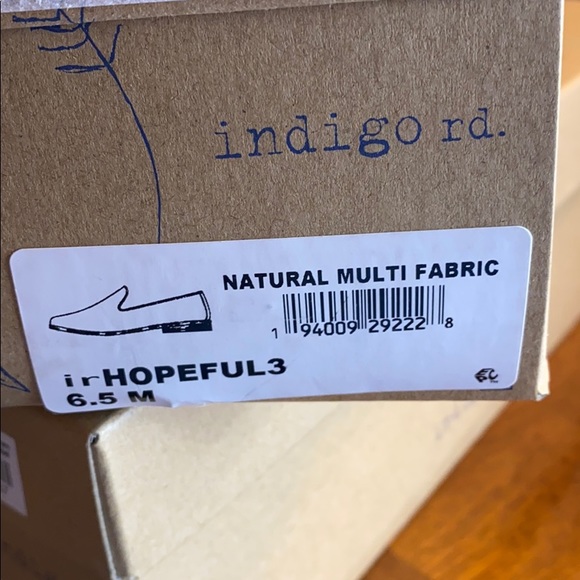 indigo rd.
NATURAL MULTI FABRIC
1 94009 29222 8
irHOPEFUL3
6.5 M